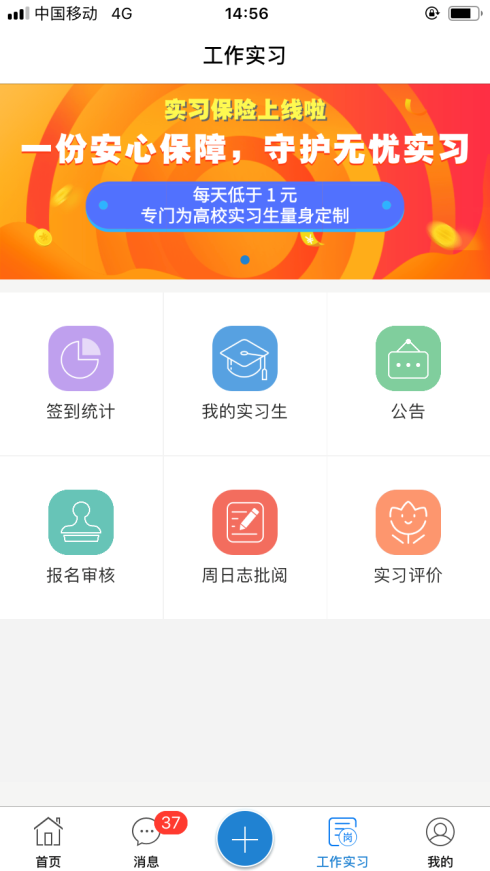 中国移动 4G 14:56
工作实习
实习保险上线啦
一份安心保障，守护无忧实习
每天低于 1 元
专门为高校实习生量身定制
签到统计 我的实习生 公告
报名审核 周日志批阅 实习评价
37
岗
首页 消息 工作实习 我的